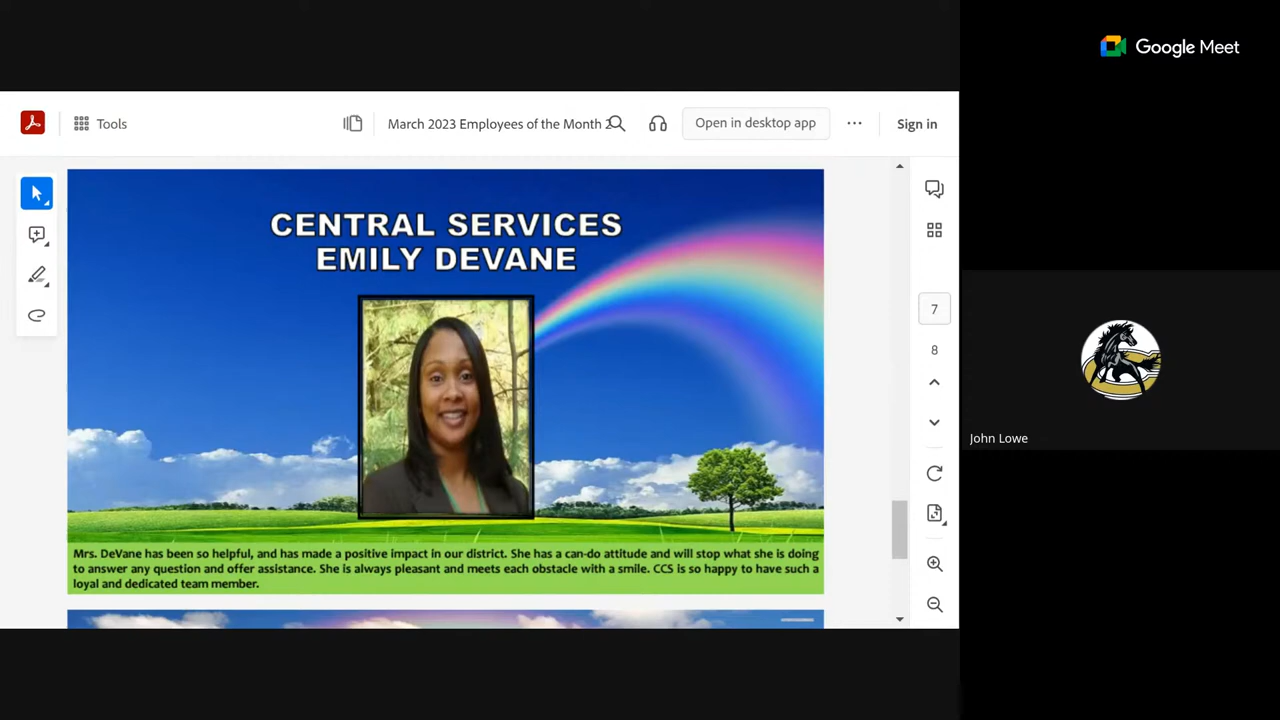 Google Meet
Tools
March 2023 Employees of the Month
Open in desktop app
Sign in
CENTRAL SERVICES
EMILY DEVANE
7
8
John Lowe
Mrs. DeVane has been so helpful, and has made a positive impact in our district. She has a can-do attitude and will stop what she is doing
to answer any question and offer assistance. She is always pleasant and meets each obstacle with a smile. CCS is so happy to have such a
loyal and dedicated team member.